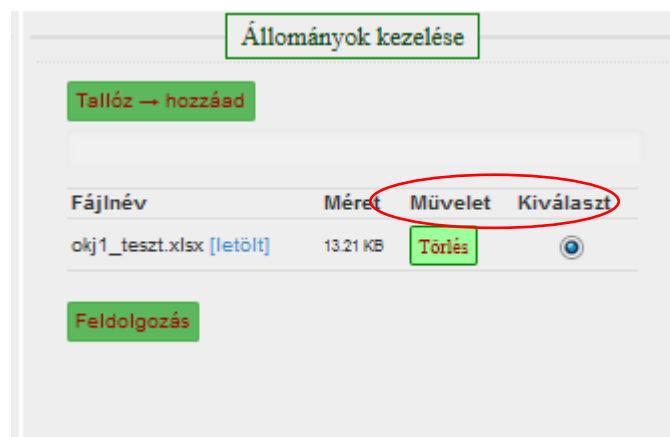 Állományok kezelése
Tallóz → hozzáad
Fájlnév Méret Müvelet Kiválaszt
okj1_teszt.xlsx [letölt] 13.21 KB Törlés
Feldolgozás